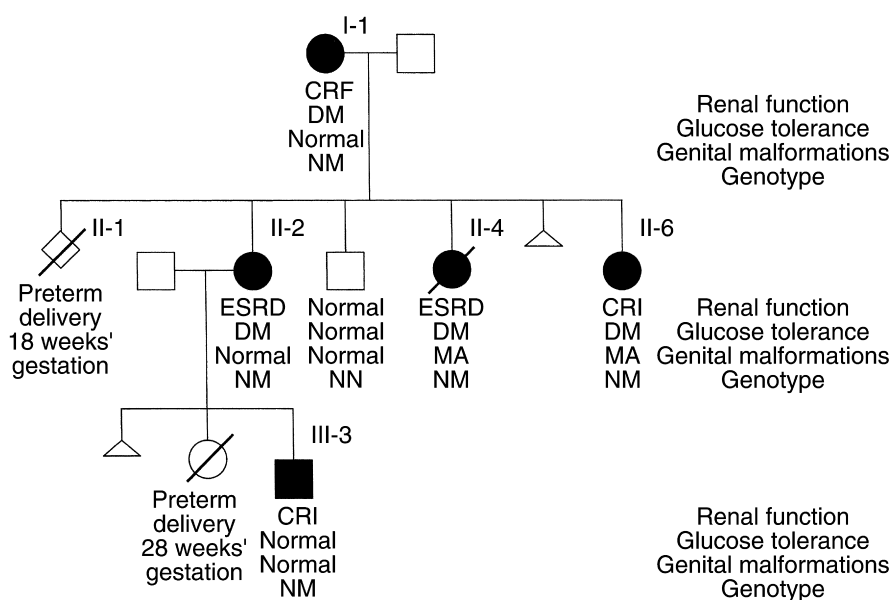 I-1
CRF
DM
Normal
NM
Renal function
Glucose tolerance
Genital malformations
Genotype
II-1
Preterm
delivery
18 weeks'
gestation
II-2
ESRD
DM
Normal
NM
Normal
Normal
Normal
NN
II-4
ESRD
DM
MA
NM
II-6
CRI
DM
MA
NM
Renal function
Glucose tolerance
Genital malformations
Genotype
Preterm
delivery
28 weeks'
gestation
III-3
CRI
Normal
Normal
NM
Renal function
Glucose tolerance
Genital malformations
Genotype